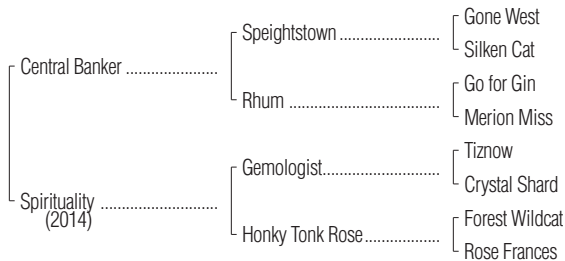 Gone West
Speightstown ........................
Silken Cat
Central Banker ......................
Go for Gin
Rhum .....................................
Merion Miss
Tiznow
Gemologist.............................
Crystal Shard
Spirituality ............................
(2014)
Forest Wildcat
Honky Tonk Rose..................
Rose Frances